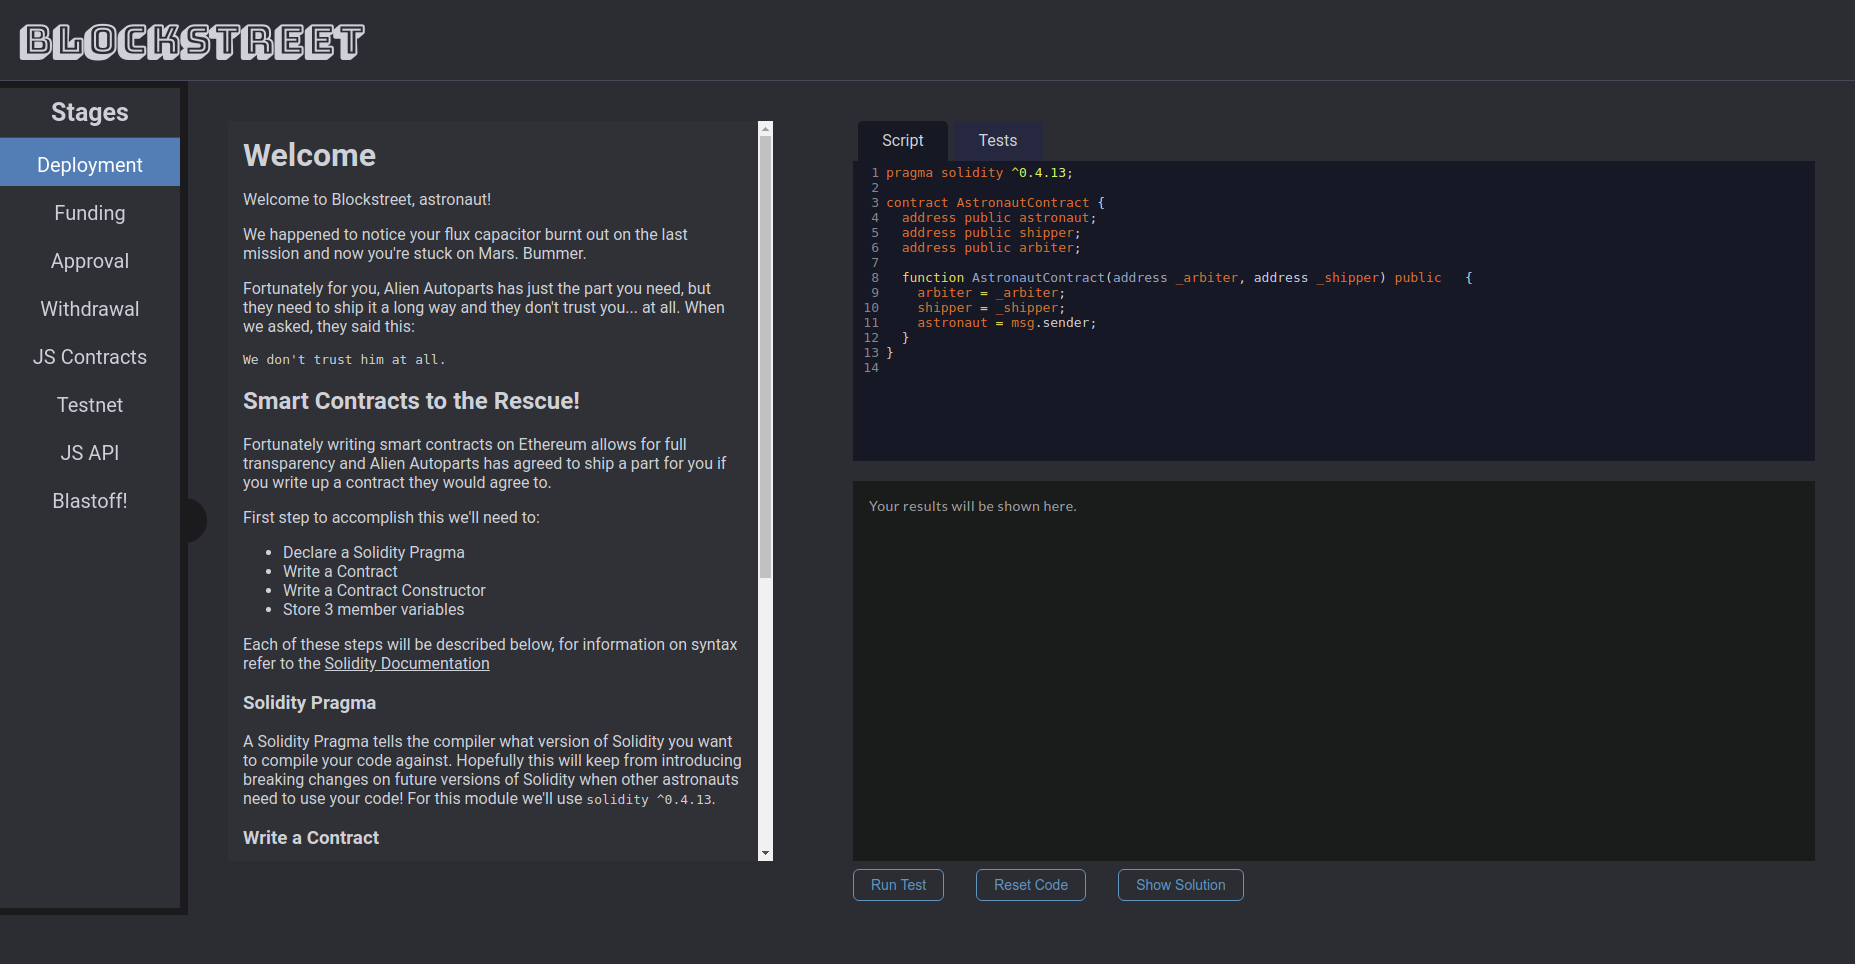 BLOCKSTREET
Stages
Deployment
Funding
Approval
Withdrawal
JS Contracts
Testnet
JS API
Blastoff!
Welcome
Welcome to Blockstreet, astronaut!
We happened to notice your flux capacitor burnt out on the last
mission and now you're stuck on Mars. Bummer.
Fortunately for you, Alien Autoparts has just the part you need, but
they need to ship it a long way and they don't trust you... at all. When
we asked, they said this:
We don't trust him at all.
Smart Contracts to the Rescue!
Fortunately writing smart contracts on Ethereum allows for full
transparency and Alien Autoparts has agreed to ship a part for you if
you write up a contract they would agree to.
First step to accomplish this we'll need to:
• Declare a Solidity Pragma
• Write a Contract
• Write a Contract Constructor
• Store 3 member variables
Each of these steps will be described below, for information on syntax
refer to the Solidity Documentation
Solidity Pragma
A Solidity Pragma tells the compiler what version of Solidity you want
to compile your code against. Hopefully this will keep from introducing
breaking changes on future versions of Solidity when other astronauts
need to use your code! For this module we'll use solidity ^0.4.13.
Write a Contract
Script Tests
1 pragma solidity ^0.4.13;
2
3 contract AstronautContract {
4   address public astronaut;
5   address public shipper;
6   address public arbiter;
7
8   function AstronautContract(address _arbiter, address _shipper) public   {
9     arbiter = _arbiter;
10     shipper = _shipper;
11     astronaut = msg.sender;
12   }
13 }
14
Your results will be shown here.
Run Test Reset Code Show Solution